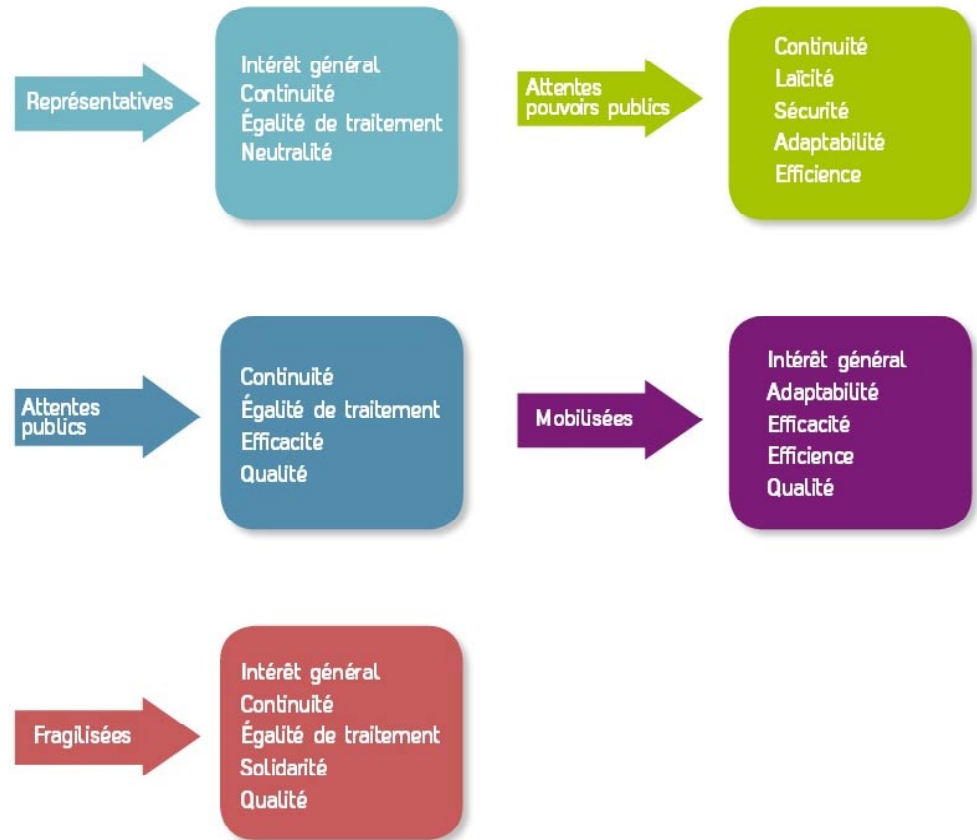 Représentatives
Intérêt général
Continuité
Égalité de traitement
Neutralité
Attentes
pouvoirs publics
Continuité
Laïcité
Sécurité
Adaptabilité
Efficience
Attentes
publics
Continuité
Égalité de traitement
Efficacité
Qualité
Mobilisées
Intérêt général
Adaptabilité
Efficacité
Efficience
Qualité
Fragilisées
Intérêt général
Continuité
Égalité de traitement
Solidarité
Qualité